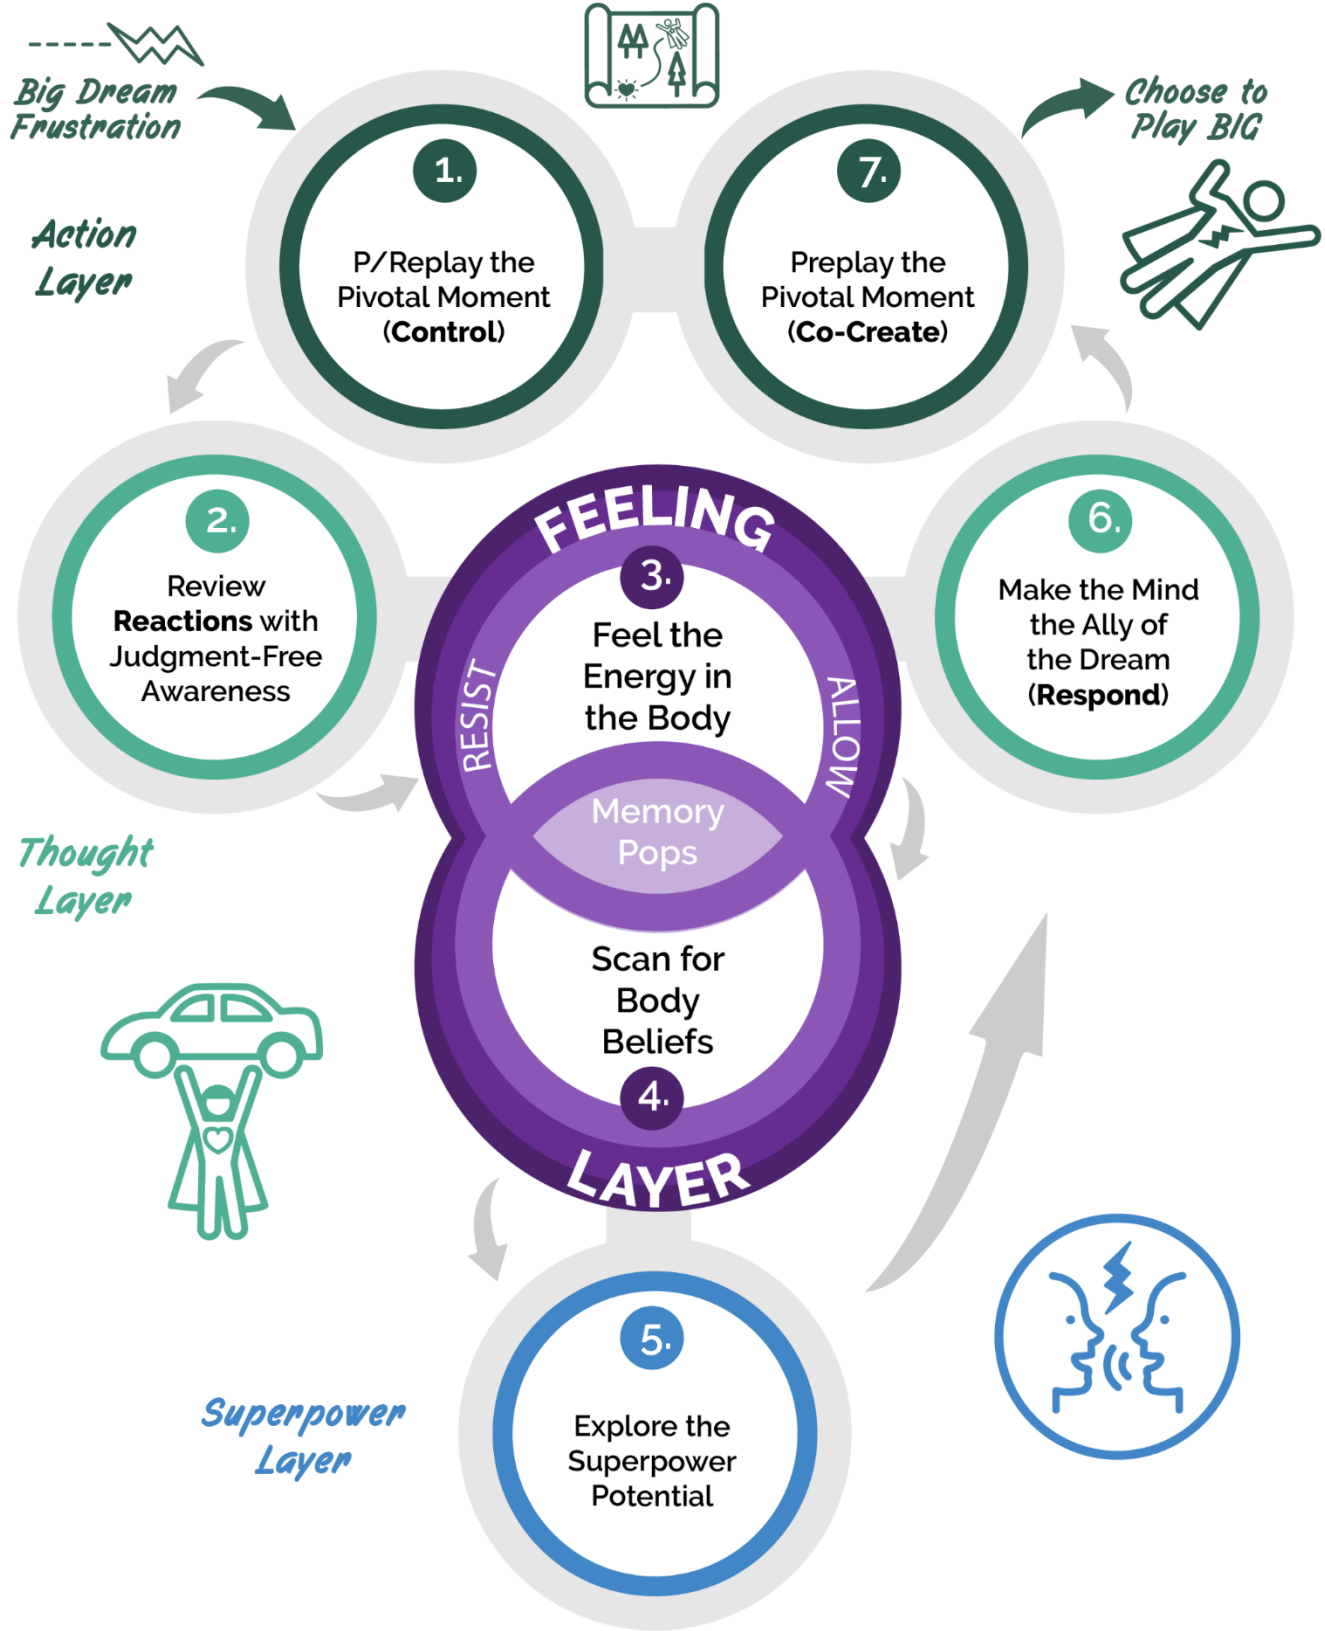 Big Dream
Frustration
Action
Layer
1.
P/Replay the
Pivotal Moment
(Control)
2.
Review
Reactions with
Judgment-Free
Awareness
Thought
Layer
FEELING
3.
Feel the
Energy in
the Body
RESIST
ALLOW
Memory
Pops
Scan for
Body
Beliefs
4.
LAYER
Superpower
Layer
5.
Explore the
Superpower
Potential
6.
Make the Mind
the Ally of
the Dream
(Respond)
7.
Preplay the
Pivotal Moment
(Co-Create)
Choose to
Play BIG